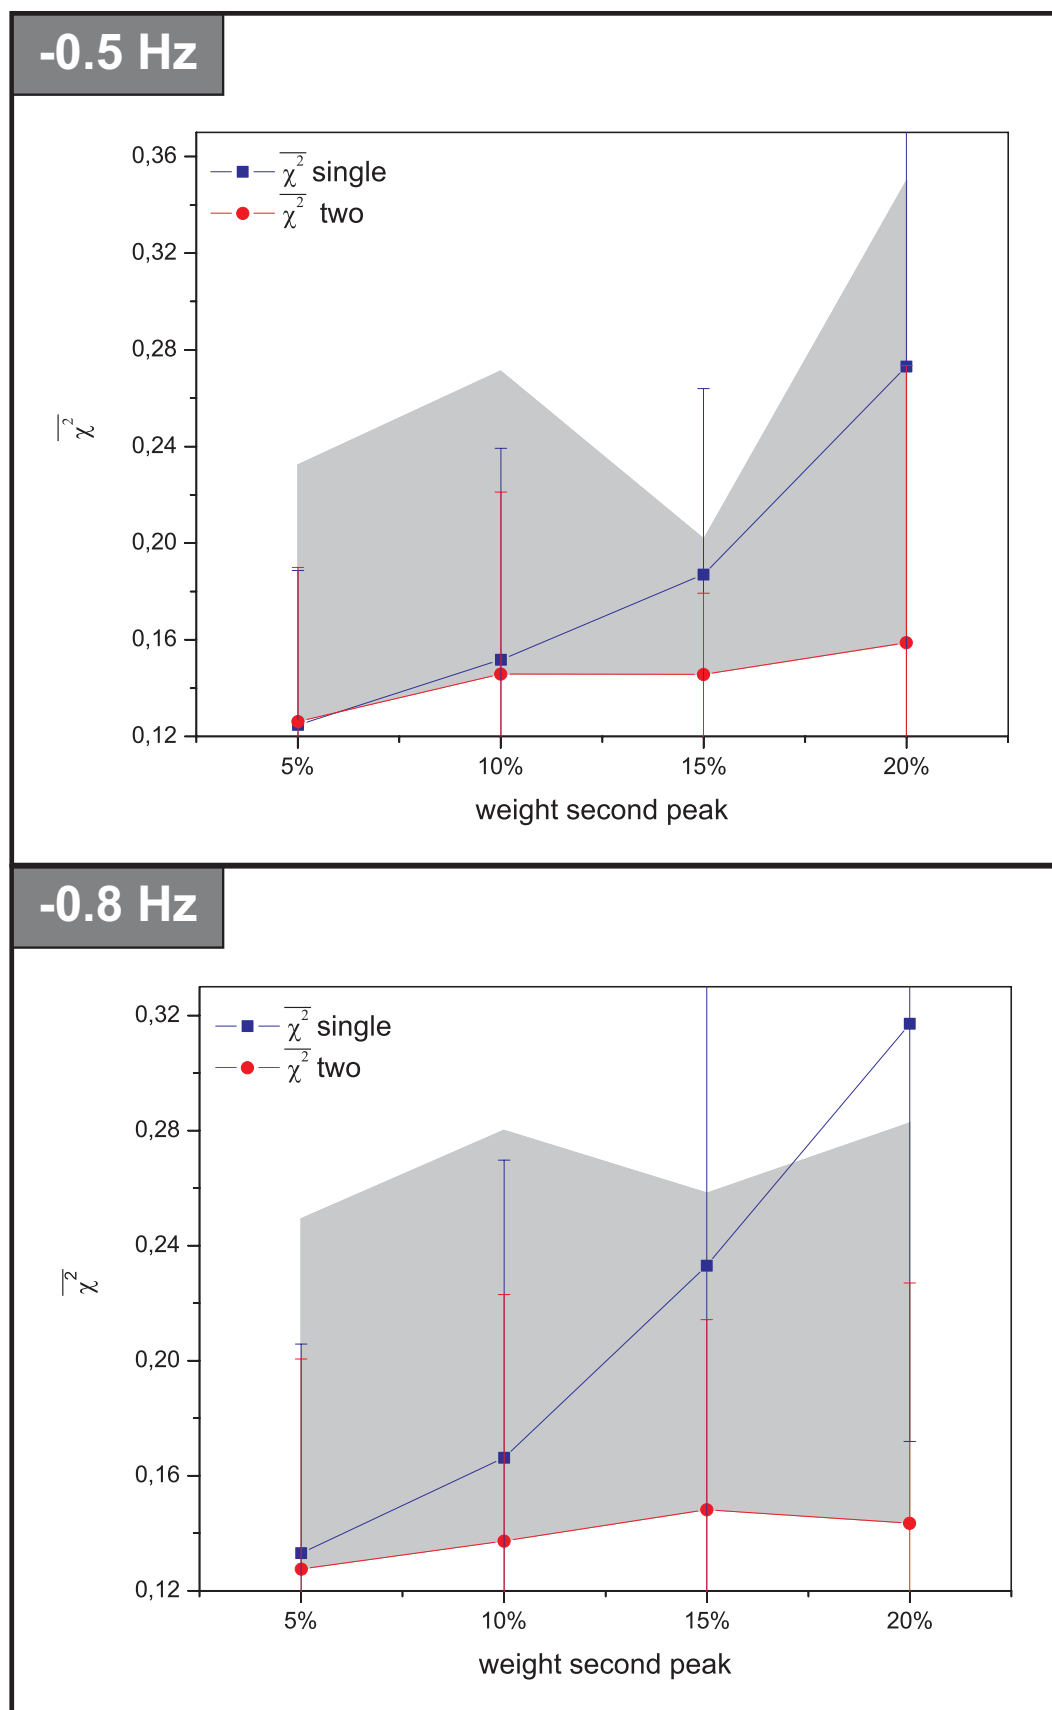 -0.5 Hz
χ² single
χ² two
0,36
0,32
0,28
0,24
0,20
0,16
0,12
χ²
5% 10% 15% 20%
weight second peak
-0.8 Hz
χ² single
χ² two
0,32
0,28
0,24
0,20
0,16
0,12
χ²
5% 10% 15% 20%
weight second peak